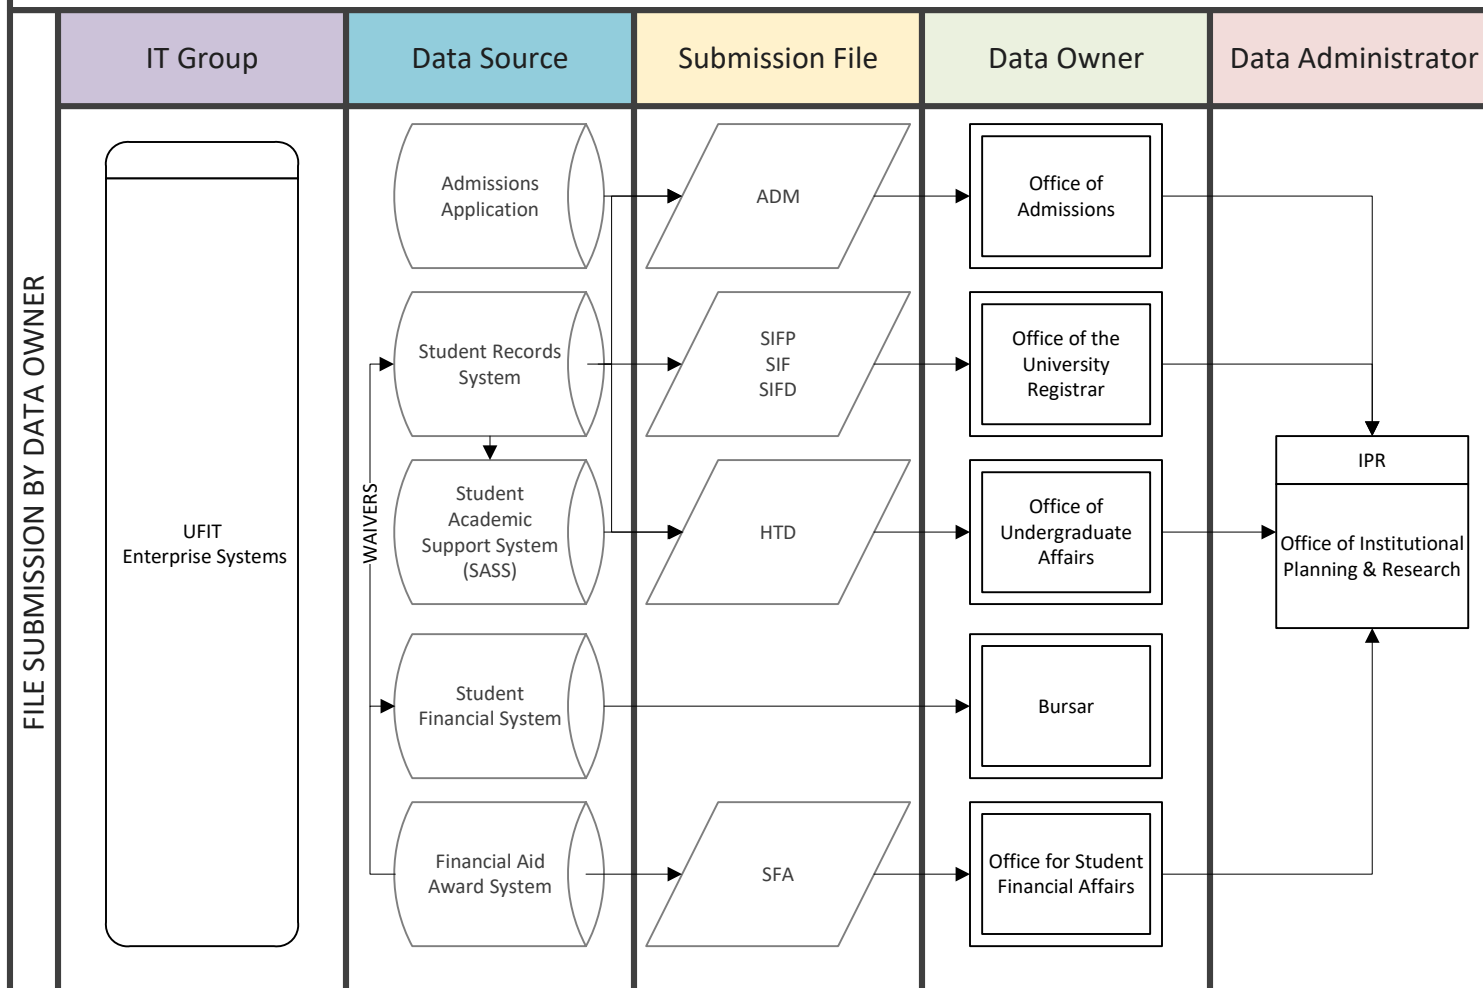 IT Group
Data Source
Submission File
Data Owner
Data Administrator
FILE SUBMISSION BY DATA OWNER
UFIT
Enterprise Systems
Admissions
Application
ADM
Office of
Admissions
Student Records
System
SIFP
SIF
SIFD
Office of the
University
Registrar
WAIVERS
Student
Academic
Support System
(SASS)
HTD
Office of
Undergraduate
Affairs
IPR
Office of Institutional
Planning & Research
Student
Financial System
Bursar
Financial Aid
Award System
SFA
Office for Student
Financial Affairs